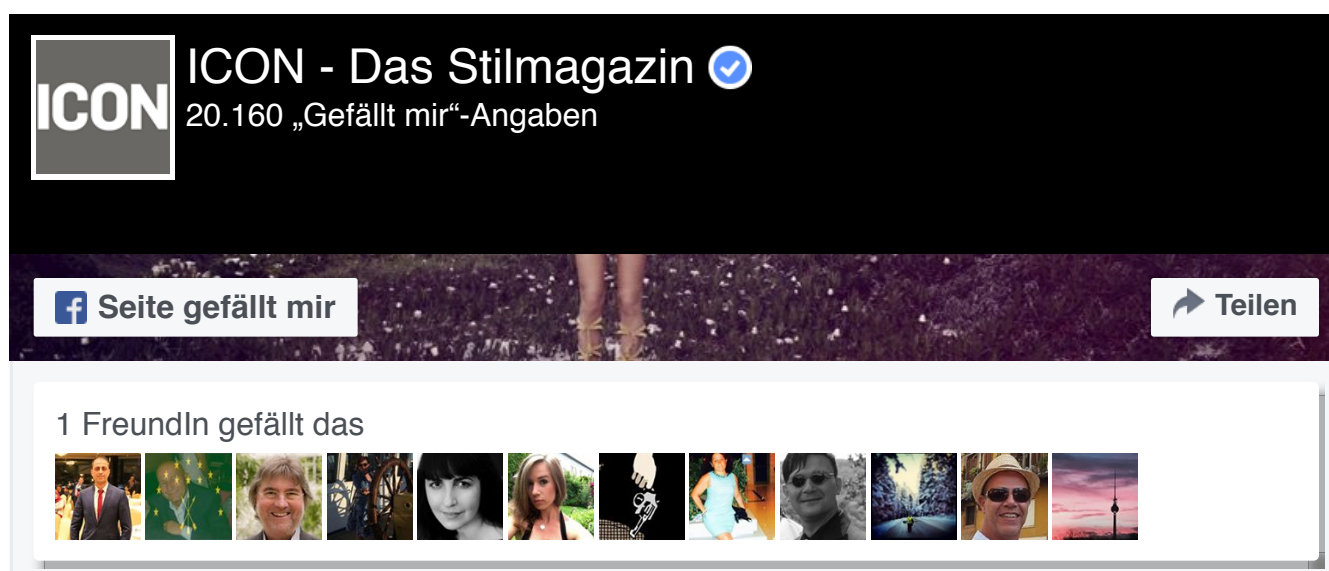 ICON
ICON - Das Stilmagazin
20.160 „Gefällt mir“-Angaben
Seite gefällt mir
Teilen
1 FreundIn gefällt das